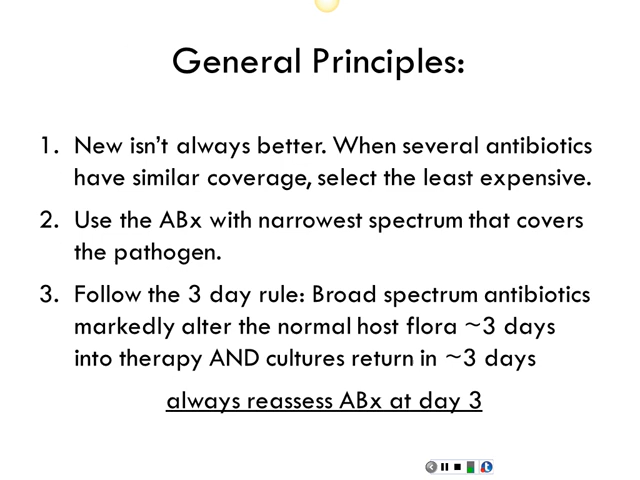 General Principles:
1. New isn't always better. When several antibiotics
have similar coverage, select the least expensive.
2. Use the ABx with narrowest spectrum that covers
the pathogen.
3. Follow the 3 day rule: Broad spectrum antibiotics
markedly alter the normal host flora ~3 days
into therapy AND cultures return in ~3 days
always reassess ABx at day 3
t